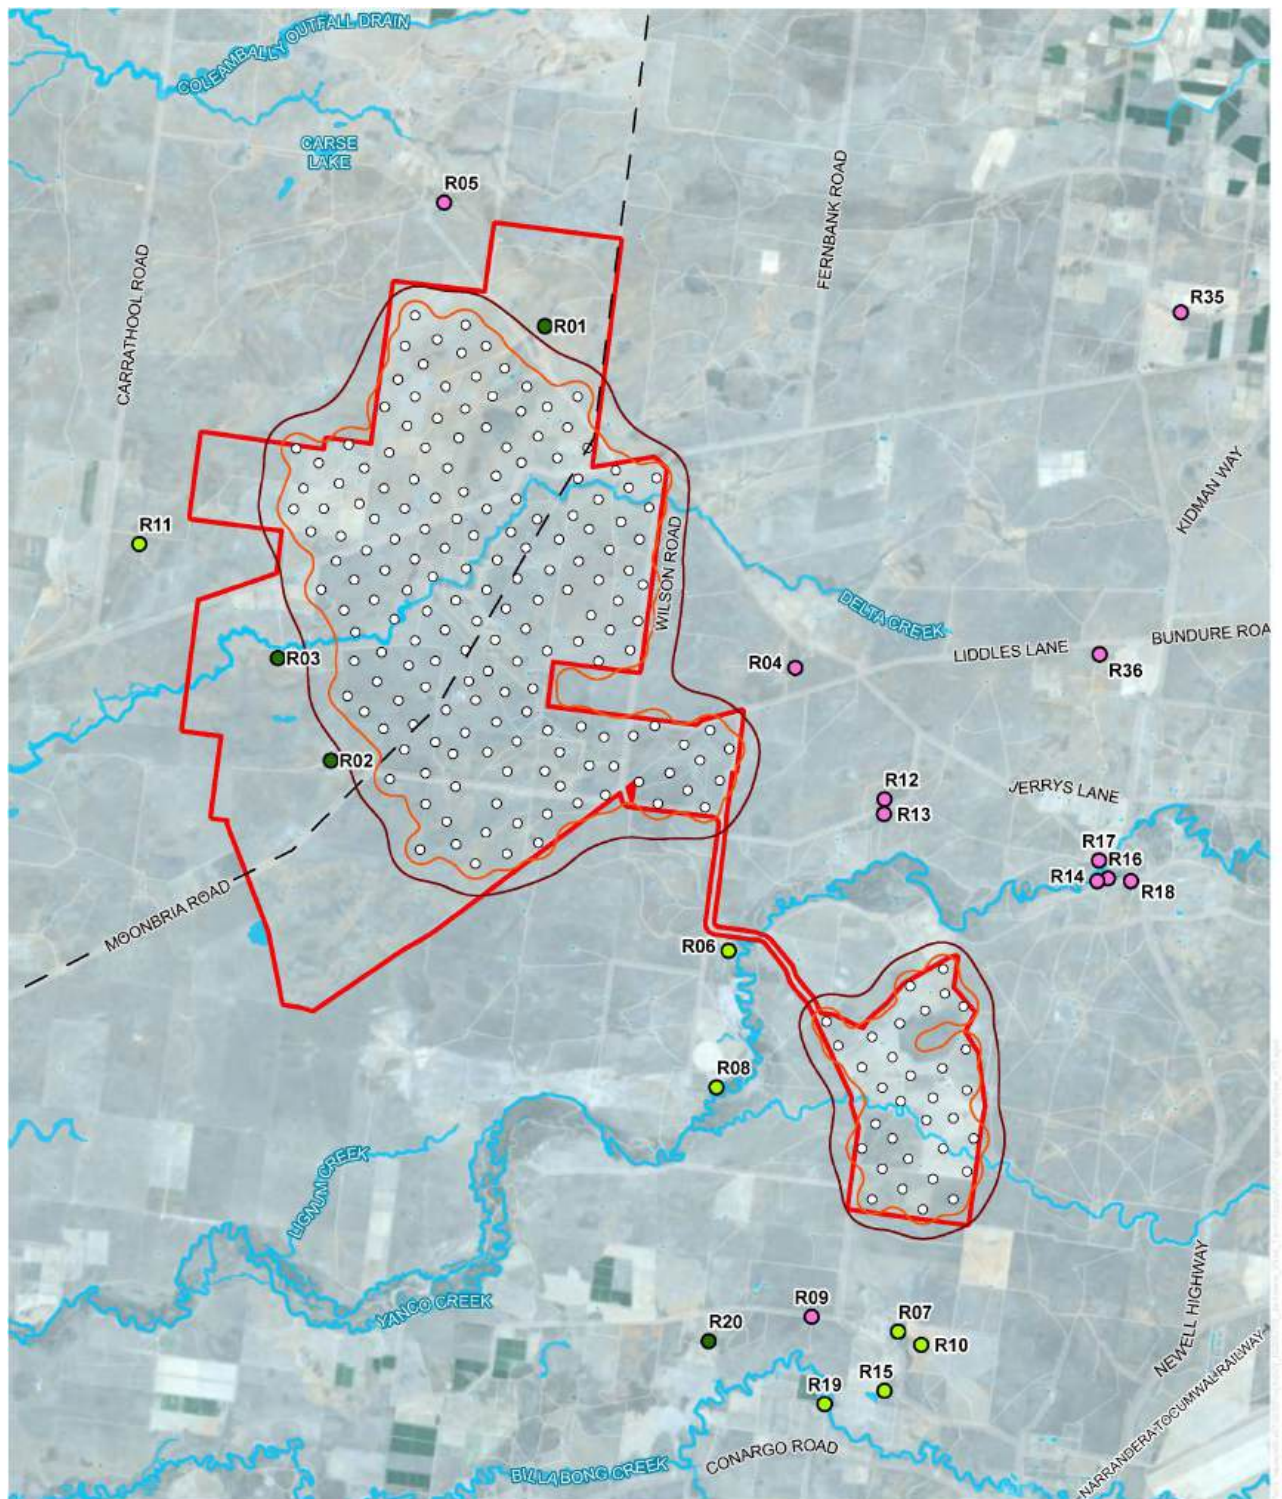 COLEAMBALLY OUTFALL DRAIN
CARSE
LAKE
R05
FERNBANK ROAD
CARRATHOOL ROAD
R35
R01
KIDMAN WAY
R11
WILSON ROAD
DELTA CREEK
BUNDURE ROA
LIDDLES LANE
R03
R04
R36
R02
R12
JERRYS LANE
R13
R17
R16
R14
R18
MOONBRIA ROAD
R06
R08
LIGNUM CREEK
YANCO CREEK
NEWELL HIGHWAY
R09
R07
R20
R10
R15
R19
NARRANDERA TO CUMWAL RAILWAY
CONARGO ROAD
BILLABONG CREEK